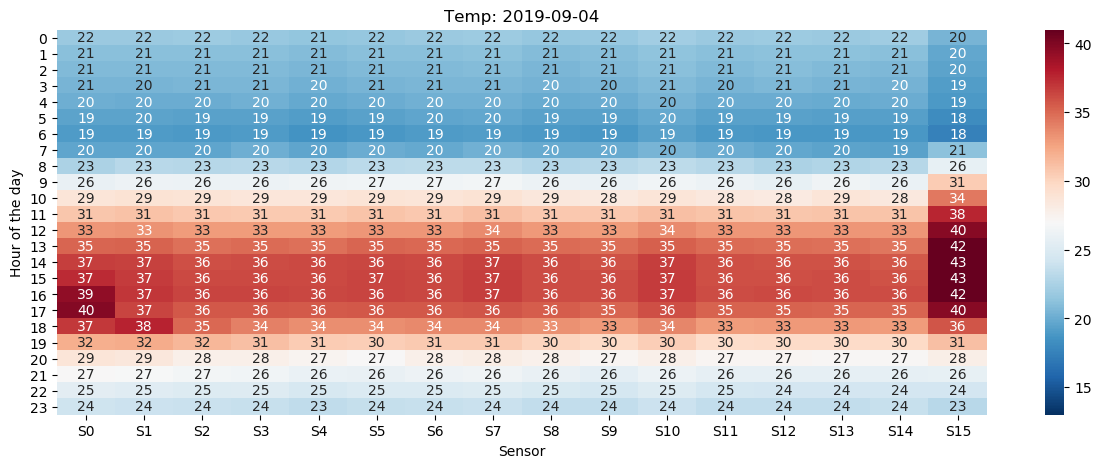 Temp: 2019-09-04
Hour of the day
0 22 22 22 22 21 22 22 22 22 22 22 22 22 22 22 20
1 21 21 21 21 21 21 21 21 21 21 21 21 21 21 21 20
2 21 21 21 21 21 21 21 21 21 21 21 21 21 21 21 20
3 21 20 21 21 20 21 21 21 20 20 21 20 21 21 20 19
4 20 20 20 20 20 20 20 20 20 20 20 20 20 20 20 19
5 19 19 19 19 19 19 20 20 19 19 20 19 19 19 19 18
6 19 19 19 19 19 19 19 19 19 19 19 19 19 19 19 18
7 20 20 20 20 20 20 20 20 20 20 20 20 20 20 19 21
8 23 23 23 23 23 23 23 23 23 23 23 23 23 23 23 26
9 26 26 26 26 26 27 27 27 26 26 26 26 26 26 26 31
10 29 29 29 29 29 29 29 29 29 28 29 28 28 29 28 34
11 31 31 31 31 31 31 31 31 31 31 31 31 31 31 31 38
12 33 33 33 33 33 33 33 34 33 33 34 33 33 33 33 40
13 35 35 35 35 35 35 35 35 35 35 35 35 35 35 35 42
14 37 37 36 36 36 36 36 37 36 36 37 36 36 36 36 43
15 37 37 36 36 36 36 36 37 36 36 37 36 36 36 36 43
16 39 37 36 36 36 36 36 37 36 36 37 36 36 36 36 42
17 40 37 36 36 36 36 36 36 36 35 36 35 35 35 35 40
18 37 38 35 34 34 34 34 34 33 33 34 33 33 33 33 36
19 32 32 32 31 31 30 31 31 30 30 30 30 30 30 30 31
20 29 29 28 28 27 27 28 28 28 27 28 27 27 27 27 28
21 27 27 27 26 26 26 26 26 26 26 26 26 26 26 26 26
22 25 25 25 25 25 25 25 25 25 25 25 25 24 24 24 24
23 24 24 24 24 23 24 24 24 24 24 24 24 24 24 24 23
S0 S1 S2 S3 S4 S5 S6 S7 S8 S9 S10 S11 S12 S13 S14 S15
Sensor
40
35
30
25
20
15